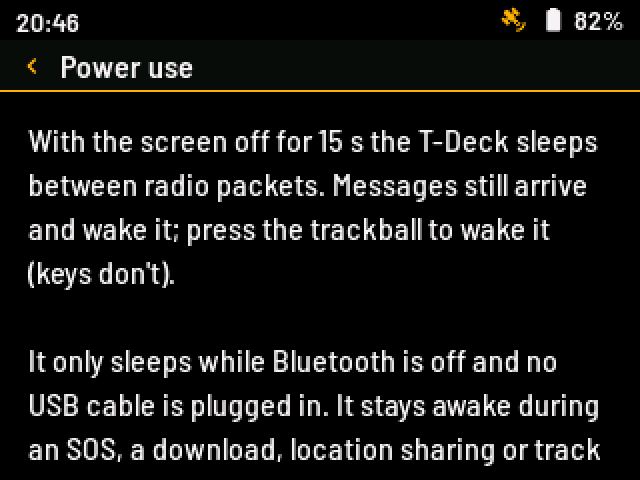 20:46
82%
Power use
With the screen off for 15 s the T-Deck sleeps
between radio packets. Messages still arrive
and wake it; press the trackball to wake it
(keys don't).
It only sleeps while Bluetooth is off and no
USB cable is plugged in. It stays awake during
an SOS, a download, location sharing or track